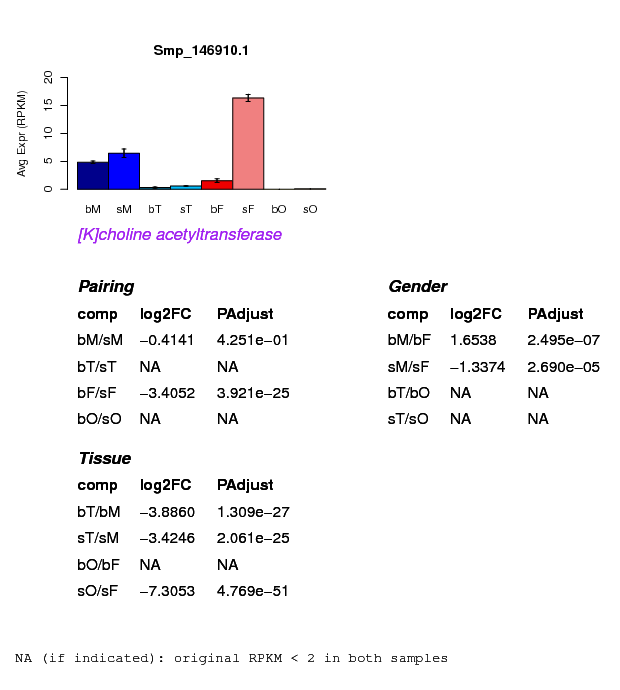 Smp_146910.1
Avg Expr (RPKM)
20
15
10
5
0
bM sM bT sT bF sF bO sO
[K]choline acetyltransferase
Pairing
comp log2FC PAdjust
bM/sM −0.4141 4.251e−01
bT/sT NA NA
bF/sF −3.4052 3.921e−25
bO/sO NA NA
Gender
comp log2FC PAdjust
bM/bF 1.6538 2.495e−07
sM/sF −1.3374 2.690e−05
bT/bO NA NA
sT/sO NA NA
Tissue
comp log2FC PAdjust
bT/bM −3.8860 1.309e−27
sT/sM −3.4246 2.061e−25
bO/bF NA NA
sO/sF −7.3053 4.769e−51
NA (if indicated): original RPKM < 2 in both samples